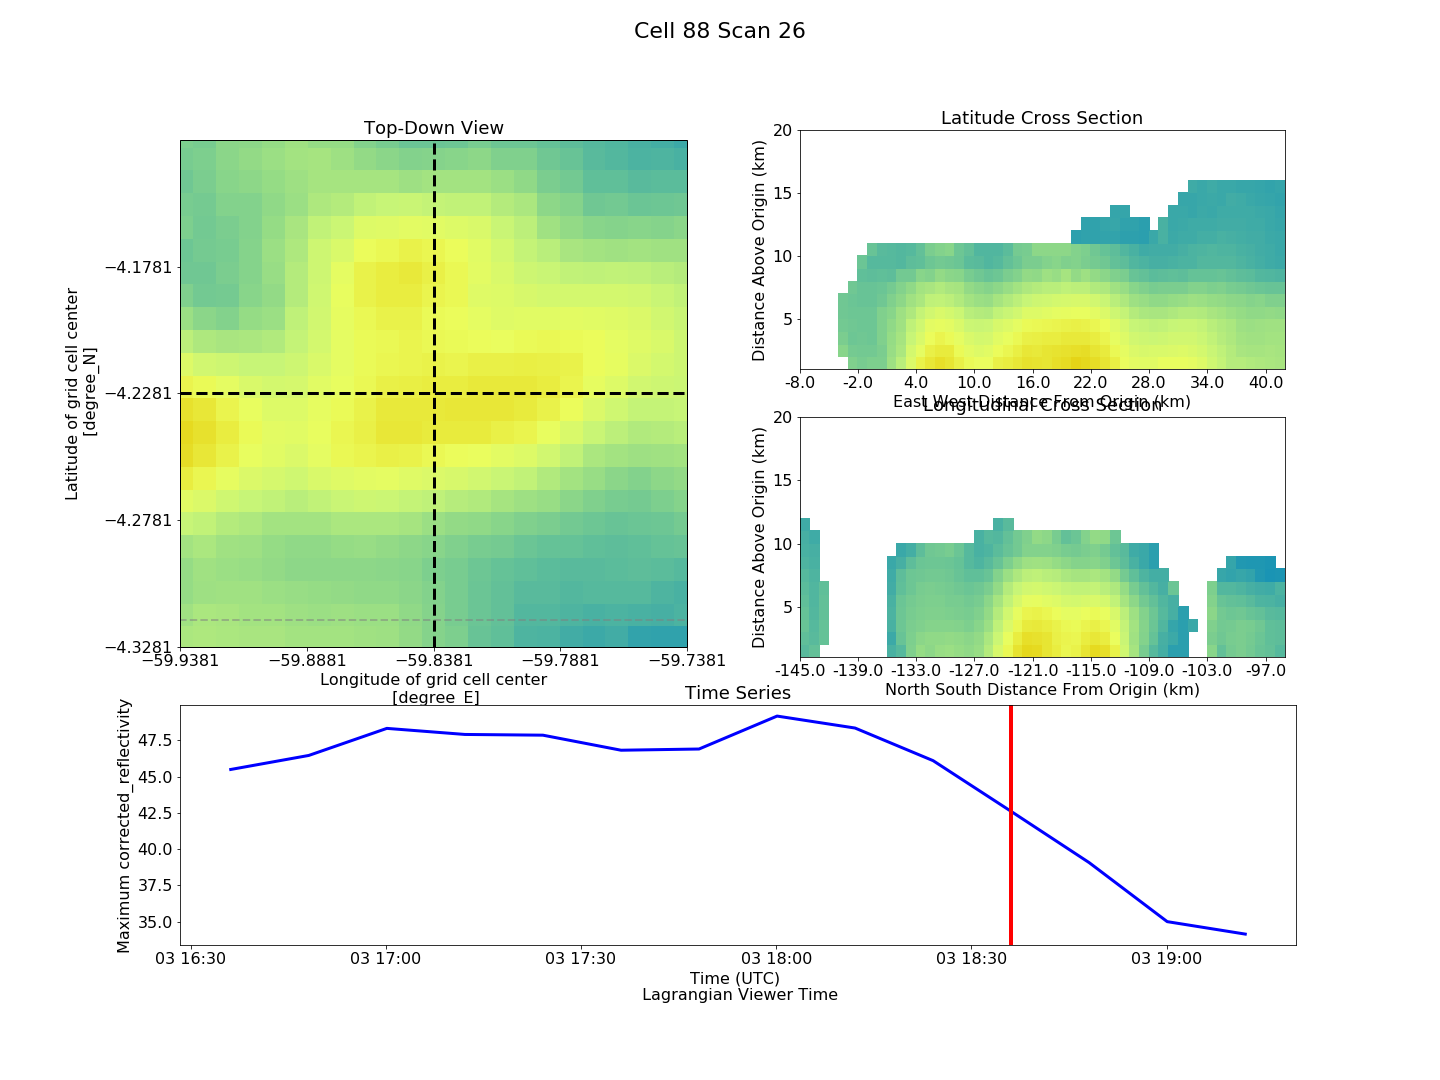 Cell 88 Scan 26
Top-Down View
−4.1781
−4.2281
−4.2781
−4.3281
Latitude of grid cell center
[degree_N]
−59.9381 −59.8881 −59.8381 −59.7881 −59.7381
Longitude of grid cell center
[degree_E]
Latitude Cross Section
20
15
10
5
Distance Above Origin (km)
-8.0 -2.0 4.0 10.0 16.0 22.0 28.0 34.0 40.0
East West Distance From Origin (km)
Longitudinal Cross Section
20
15
10
5
Distance Above Origin (km)
-145.0 -139.0 -133.0 -127.0 -121.0 -115.0 -109.0 -103.0 -97.0
North South Distance From Origin (km)
Time Series
47.5
45.0
42.5
40.0
37.5
35.0
Maximum corrected_reflectivity
03 16:30 03 17:00 03 17:30 03 18:00 03 18:30 03 19:00
Time (UTC)
Lagrangian Viewer Time